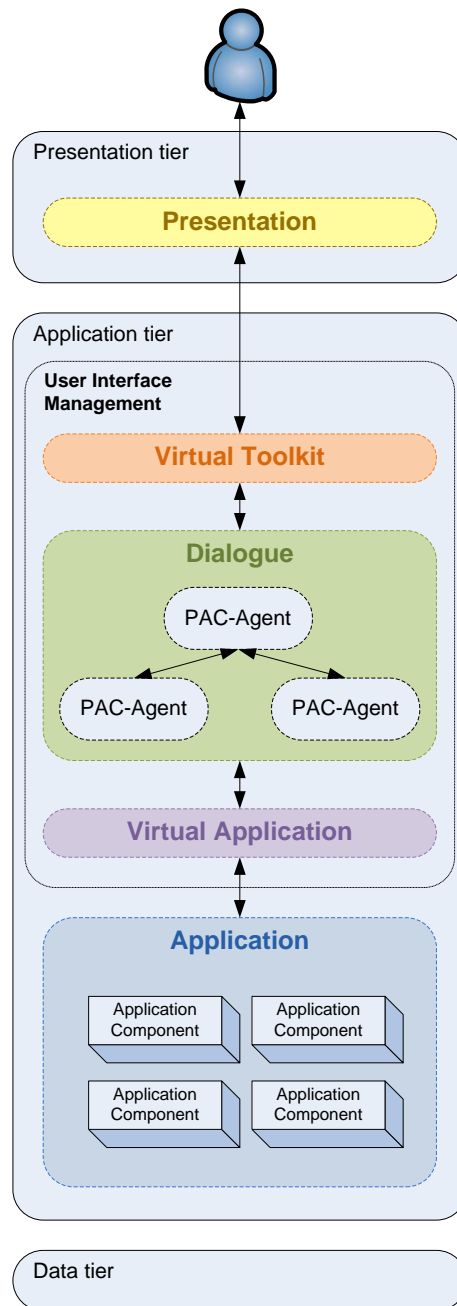 Presentation tier
Presentation
Application tier
User Interface
Management
Virtual Toolkit
Dialogue
PAC-Agent
PAC-Agent
PAC-Agent
Virtual Application
Application
Application
Component
Application
Component
Application
Component
Application
Component
Data tier